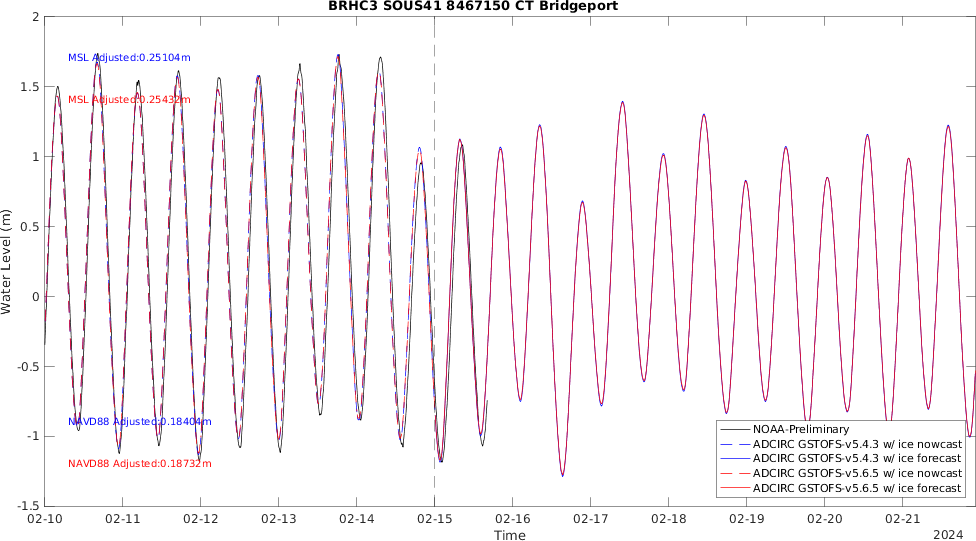 BRHC3 SOUS41 8467150 CT Bridgeport
2
MSL Adjusted:0.25104m
1.5
MSL Adjusted:0.25432m
1
0.5
Water Level (m)
0
-0.5
NAVD88 Adjusted:0.18404m
-1
NAVD88 Adjusted:0.18732m
-1.5
NOAA-Preliminary
ADCIRC GSTOFS-v5.4.3 w/ ice nowcast
ADCIRC GSTOFS-v5.4.3 w/ ice forecast
ADCIRC GSTOFS-v5.6.5 w/ ice nowcast
ADCIRC GSTOFS-v5.6.5 w/ ice forecast
02-10 02-11 02-12 02-13 02-14 02-15 02-16 02-17 02-18 02-19 02-20 02-21
Time
2024